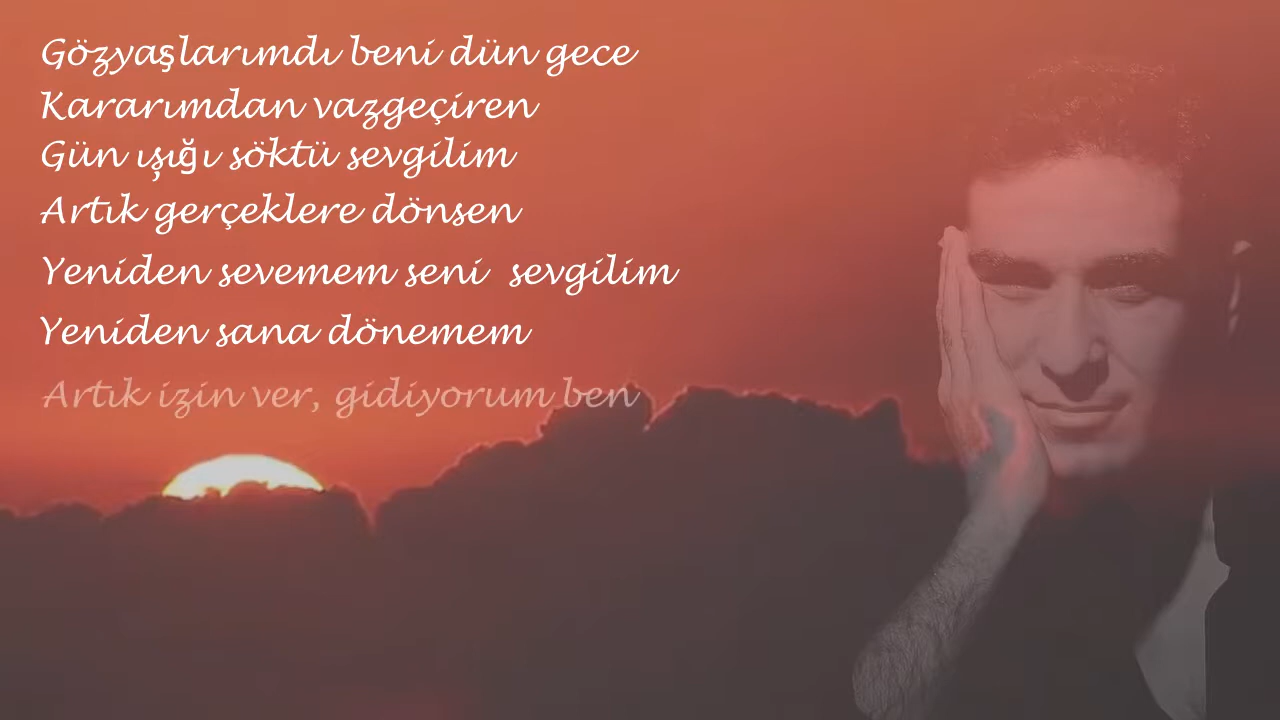 Gözyaşlarımdı beni dün gece
Kararımdan vazgeçiren
Gün ışığı söktü sevgilim
Artık gerçeklere dönsen
Yeniden sevemem seni  sevgilim
Yeniden sana dönemem
Artık izin ver, gidiyorum ben